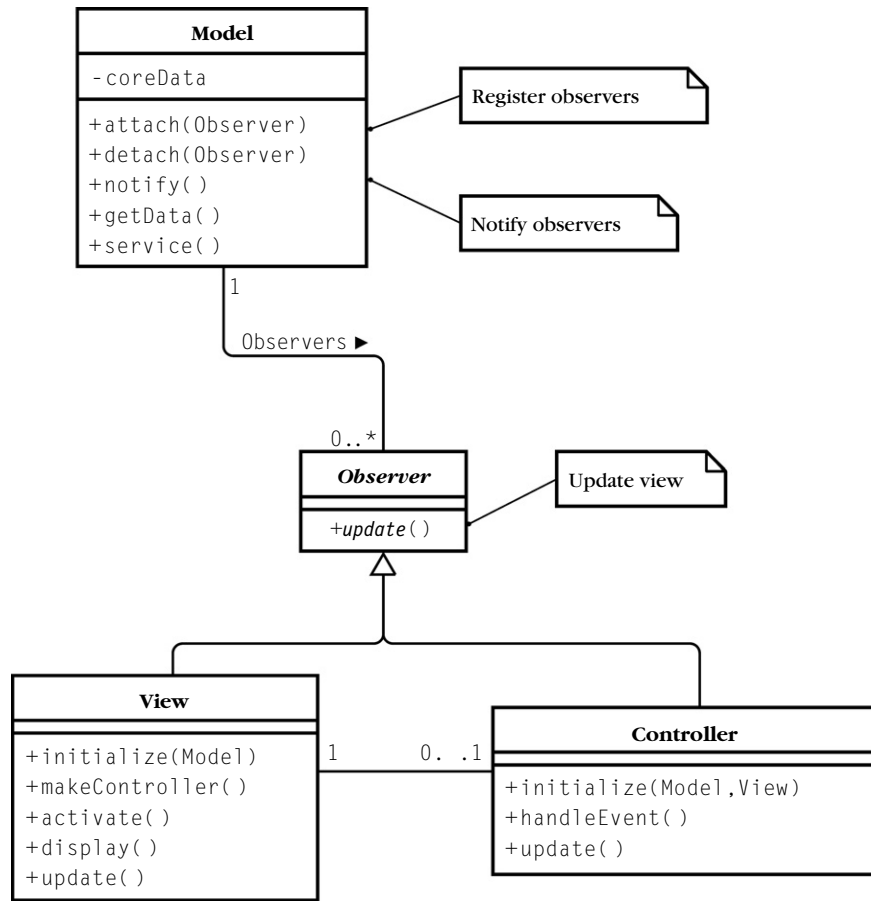 Model
-coreData
+attach(Observer)
+detach(Observer)
+notify()
+getData()
+service()
Register observers
Notify observers
1
Observers ►
0..*
Observer
+update()
Update view
View
+initialize(Model)
+makeController()
+activate()
+display()
+update()
1
0. .1
Controller
+initialize(Model,View)
+handleEvent()
+update()